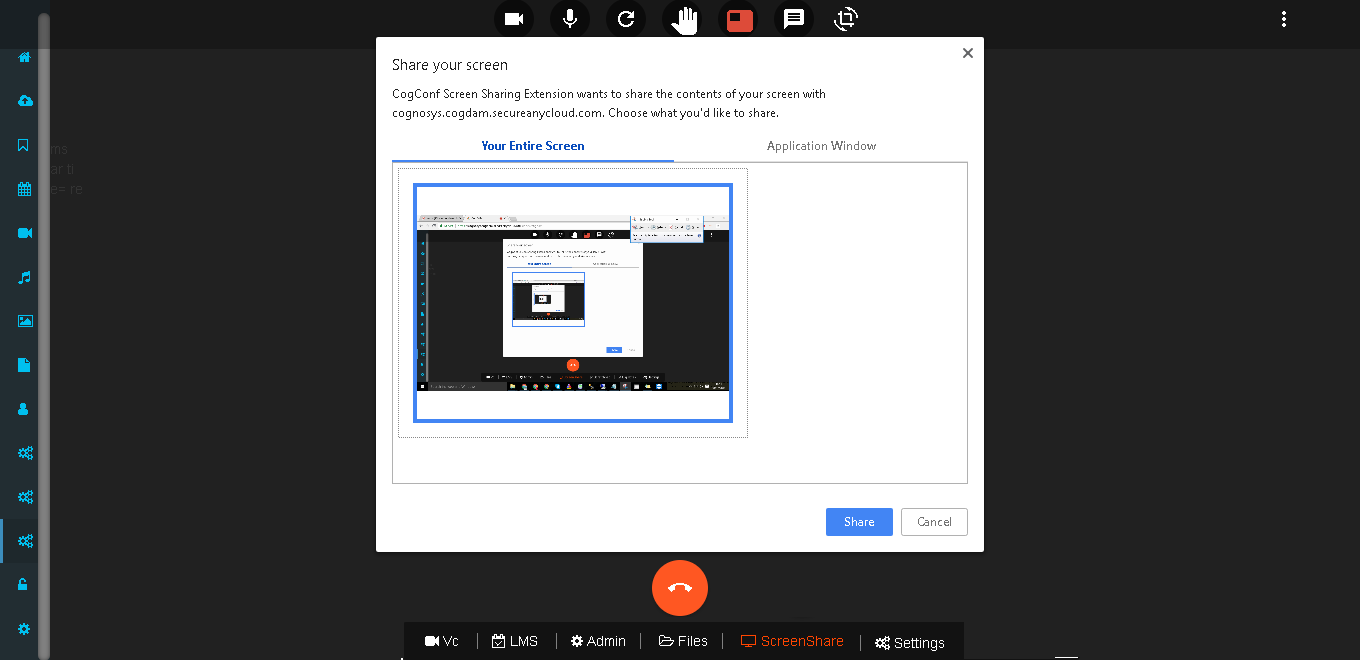 Share your screen
CogConf Screen Sharing Extension wants to share the contents of your screen with
cognosys.cogdam.secureanycloud.com. Choose what you'd like to share.
Your Entire Screen
Application Window
ms
ar ti
e= re
Share
Cancel
Vc
LMS
Admin
Files
ScreenShare
Settings